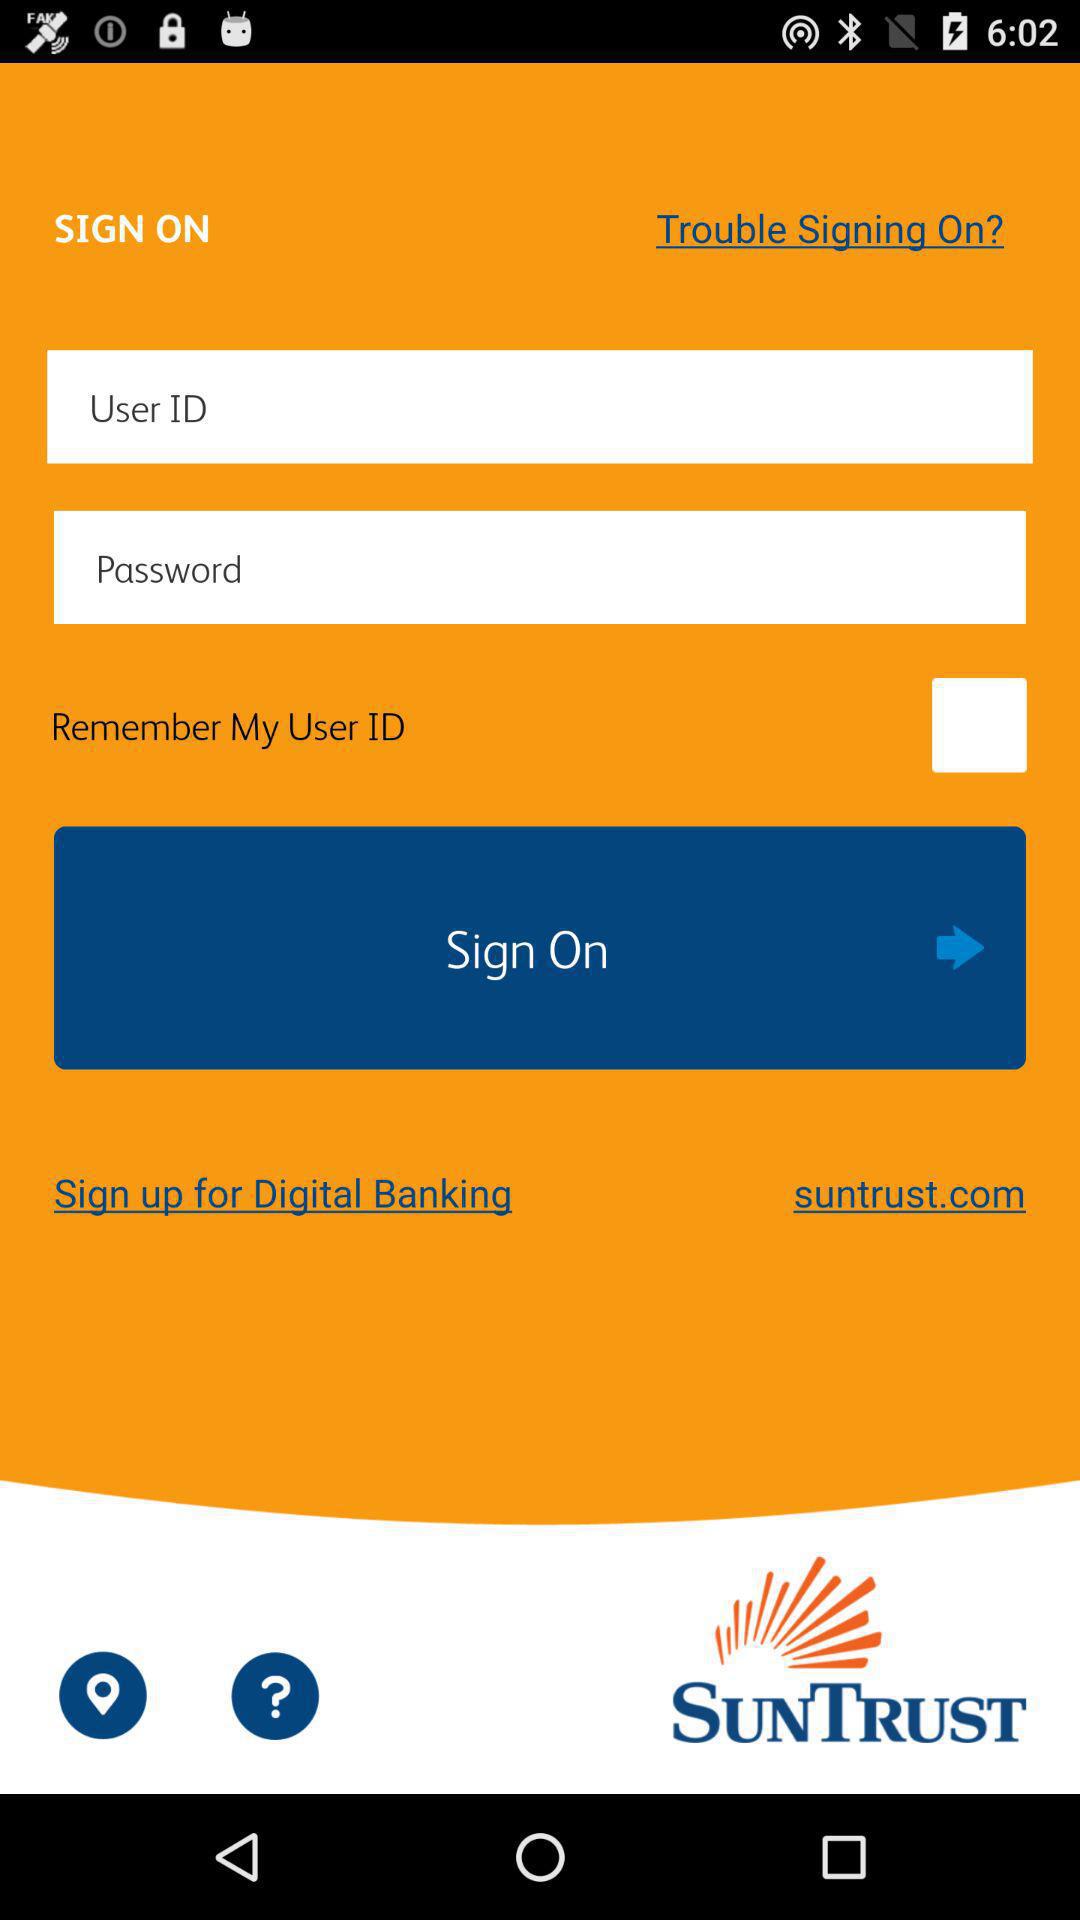 FAKE
6:02
SIGN ON
Trouble Signing On?
User ID
Password
Remember My User ID
Sign On
Sign up for Digital Banking
suntrust.com
SUNTRUST